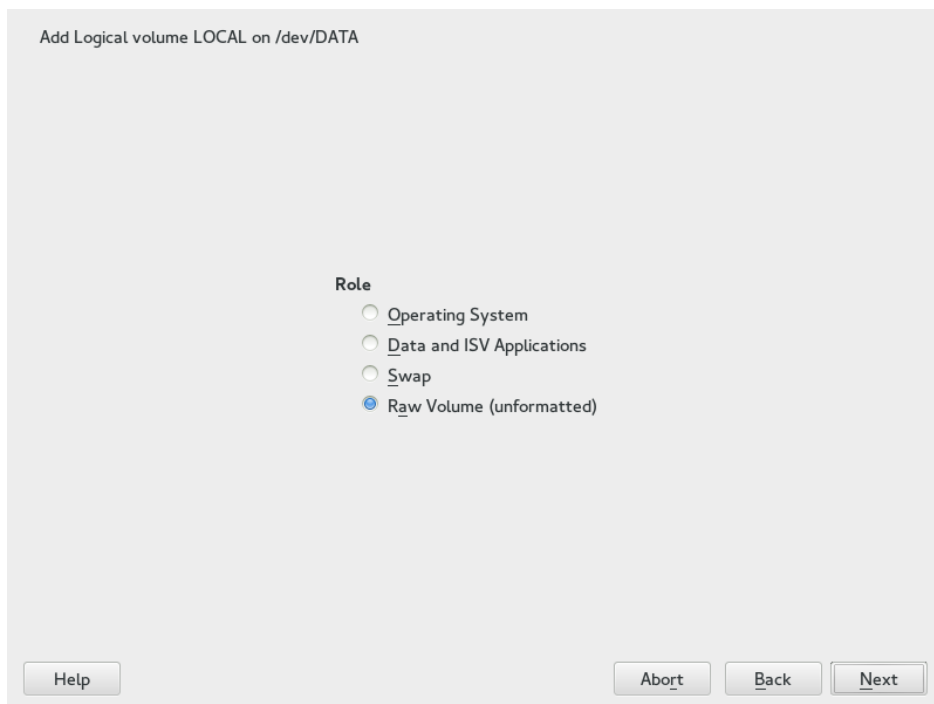 Add Logical volume LOCAL on /dev/DATA
Role
Operating System
Data and ISV Applications
Swap
Raw Volume (unformatted)
Help
Abort
Back
Next